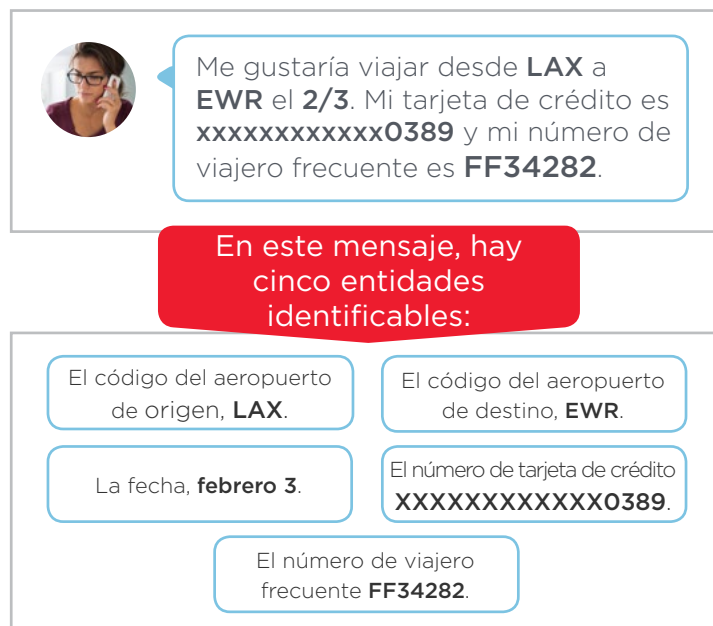 Me gustaría viajar desde LAX a
EWR el 2/3. Mi tarjeta de crédito es
xxxxxxxxxxxx0389 y mi número de
viajero frecuente es FF34282.
En este mensaje, hay
cinco entidades
identificables:
El código del aeropuerto
de origen, LAX.
El código del aeropuerto
de destino, EWR.
La fecha, febrero 3.
El número de tarjeta de crédito
XXXXXXXXXXXX0389.
El número de viajero
frecuente FF34282.